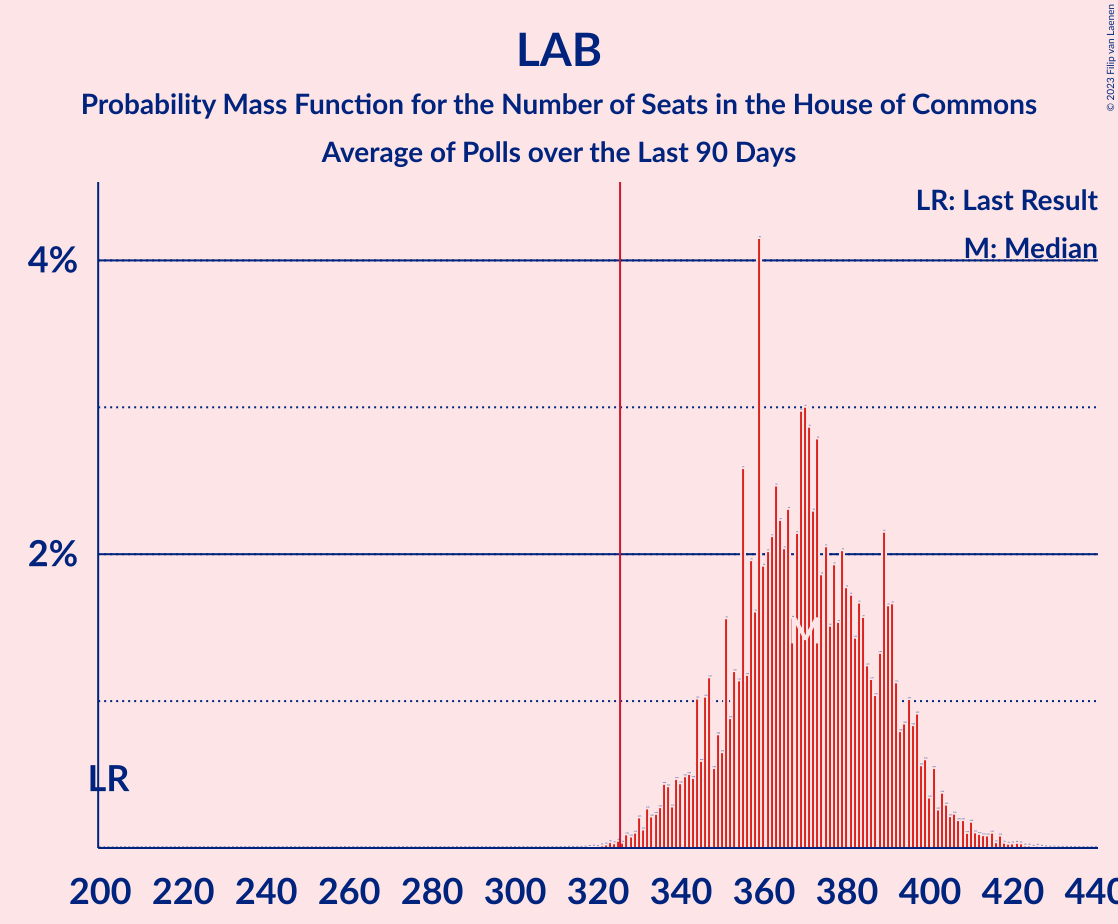 LAB
Probability Mass Function for the Number of Seats in the House of Commons
Average of Polls over the Last 90 Days
© 2023 Filip van Laenen
LR: Last Result
M: Median
4%
2%
M
LR
200 220 240 260 280 300 320 340 360 380 400 420 440